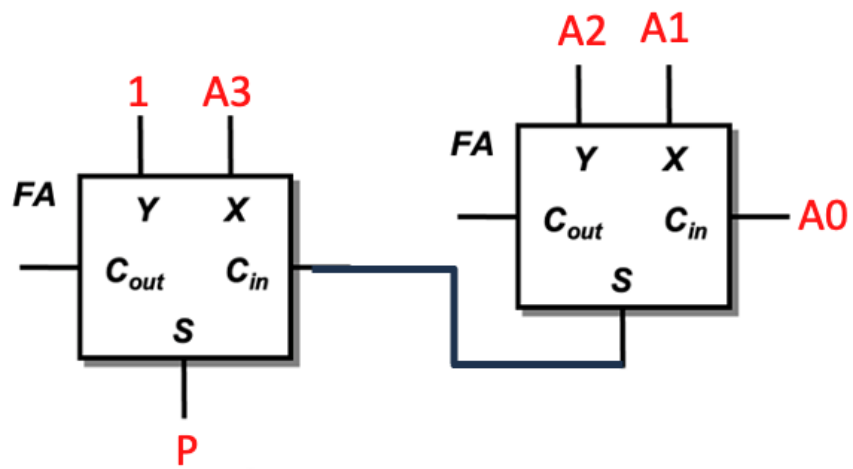 A2 A1
1 A3
FA
Y X
FA
Y X
Cout Cin
A0
Cout Cin
S
S
P